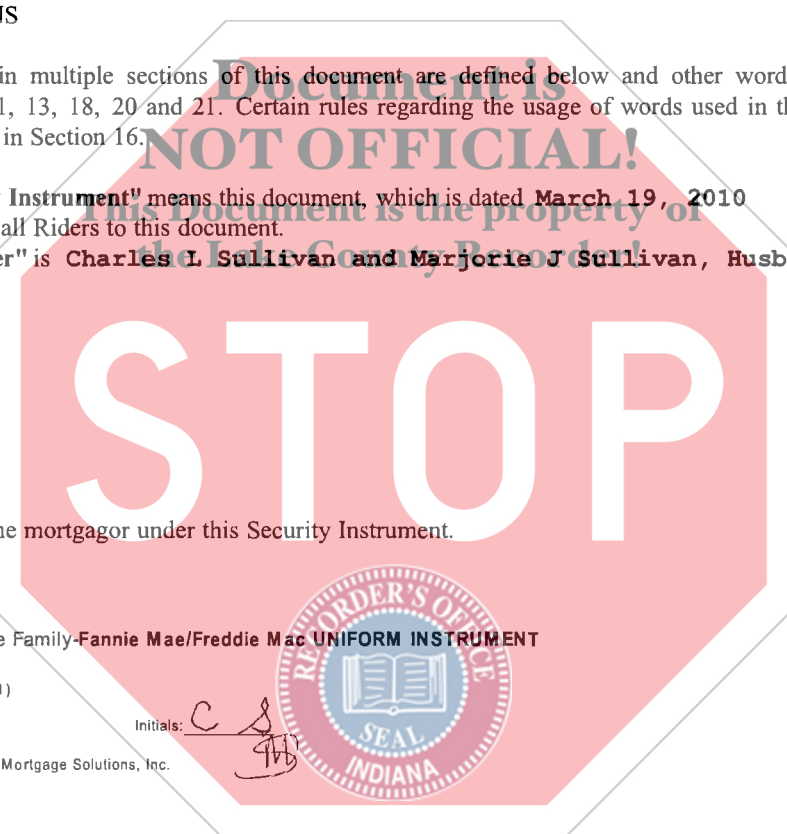 NS
Document is
in multiple sections of this document are defined below and other word
1, 13, 18, 20 and 21. Certain rules regarding the usage of words used in th
in Section 16.
NOT OFFICIAL!
Instrument" means this document, which is dated March 19, 2010
This Document is the property of
all Riders to this document.
er" is Charles L Sullivan and Marjorie J Sullivan, Husb
the Lake County Recorder!
STOP
he mortgagor under this Security Instrument.
RECORDER'S OFFICE
e Family-Fannie Mae/Freddie Mac UNIFORM INSTRUMENT
1)
Initials: C S
SEAL
Mortgage Solutions, Inc.
INDIANA